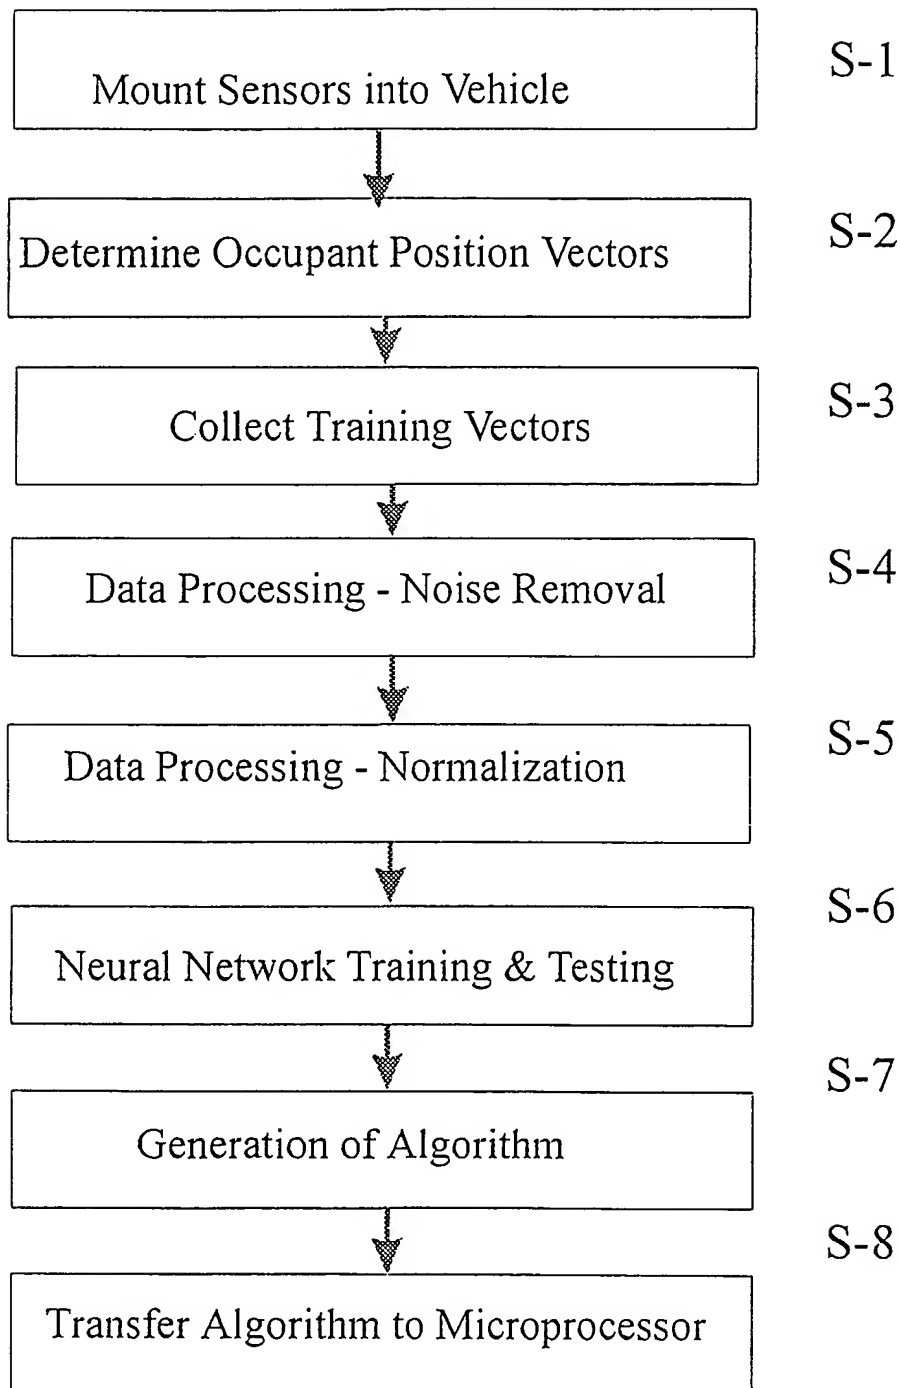 Mount Sensors into Vehicle
S-1
Determine Occupant Position Vectors
S-2
Collect Training Vectors
S-3
Data Processing - Noise Removal
S-4
Data Processing - Normalization
S-5
Neural Network Training & Testing
S-6
Generation of Algorithm
S-7
Transfer Algorithm to Microprocessor
S-8